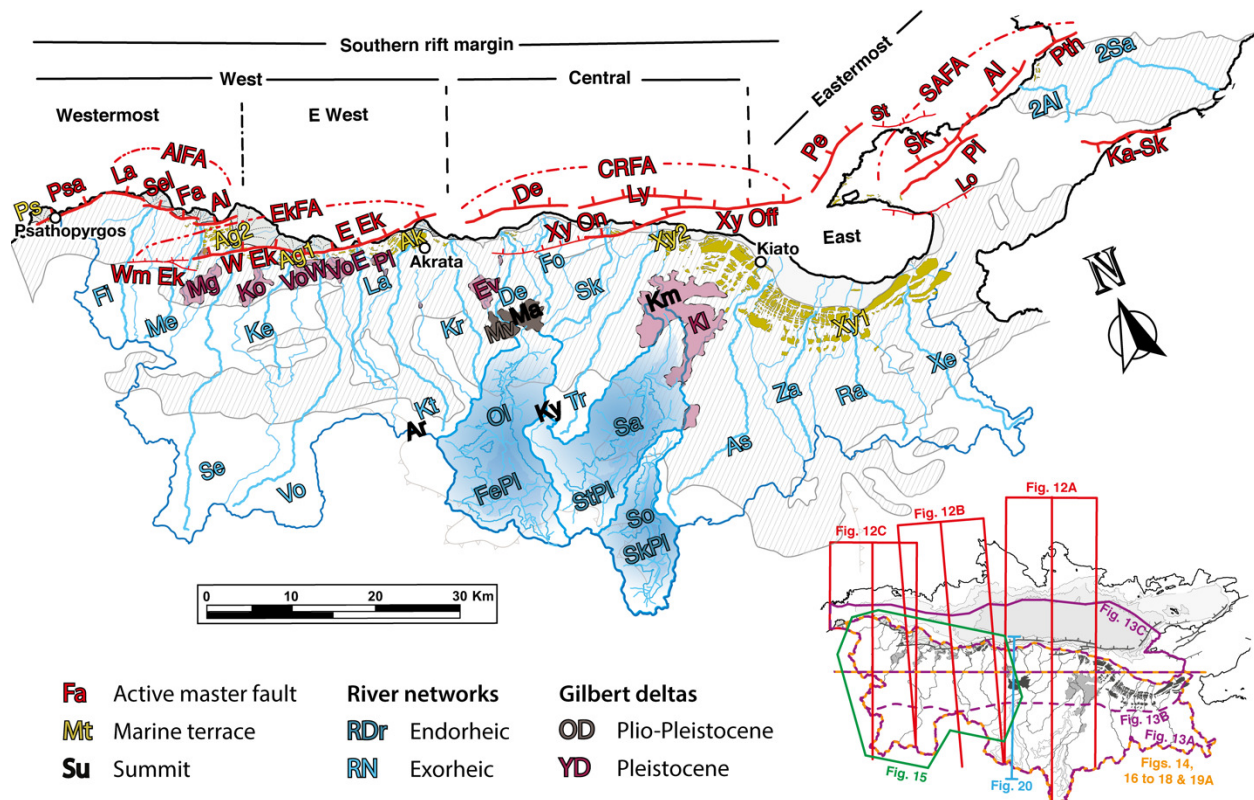 Southern rift margin
West
Central
Eastermost
Westermost
E West
East
SAFA
Pth
2Sa
2Al
Al
St
Pe
Sk
Pl
Lo
Ka-Sk
AlFA
La
Psa
Sel
Fa
Al
Ps
Psathopyrgos
EkFA
E Ek
W Ek
Wm Ek
CRFA
De
Ly
Xy On
Xy Off
Ag2
Ag1
Ak
Akrata
Xy2
Kiato
Xy1
Fi
Me
Mg
Ko
Ke
VoW
VoE
Pl
La
Kr
Ev
De
Fo
Sk
Mv
Ma
Km
Kl
Kt
Ar
Ol
Ky
Tr
Sa
As
Za
Ra
Xe
Se
Vo
FePl
StPl
So
SkPl
N
0 10 20 30 Km
Fa Active master fault
Mt Marine terrace
Su Summit
River networks
RDr Endorheic
RN Exorheic
Gilbert deltas
OD Plio-Pleistocene
YD Pleistocene
Fig. 12A
Fig. 12B
Fig. 12C
Fig. 13C
Fig. 13B
Fig. 13A
Fig. 15
Fig. 20
Figs. 14,
16 to 18 & 19A